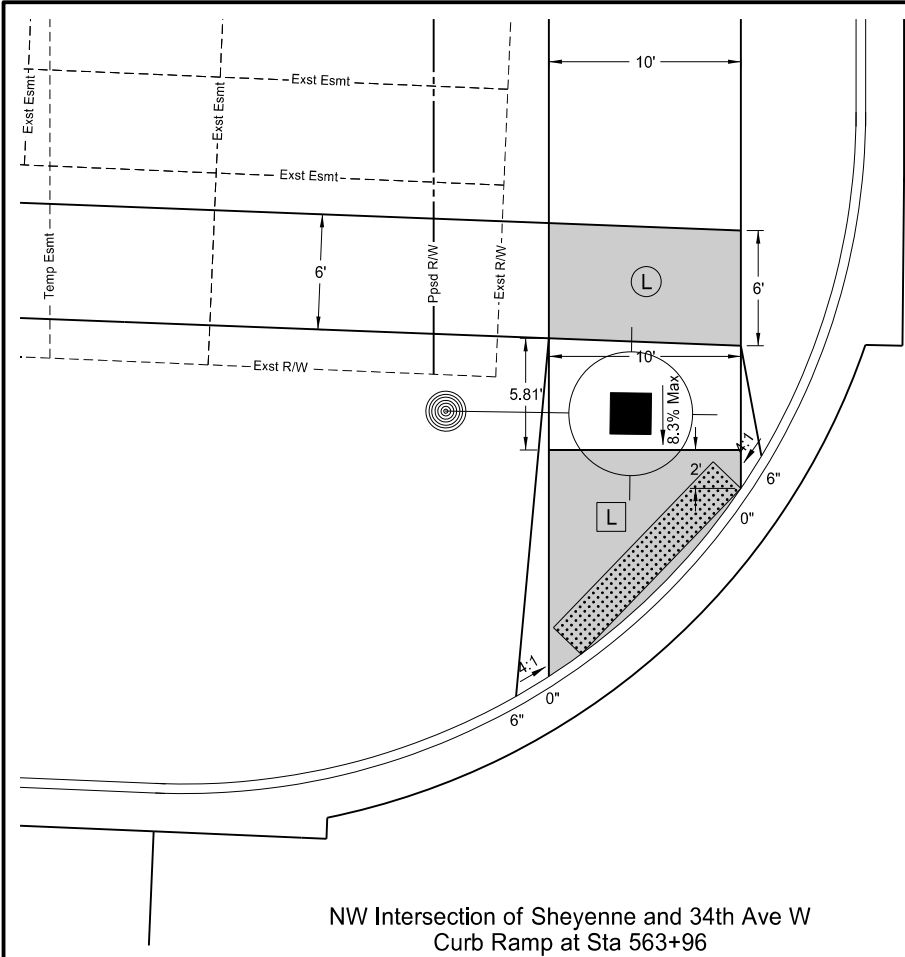 10'
Exst Esmt
Exst Esmt
Exst Esmt
Exst Esmt
Temp Esmt
6'
Ppsd R/W
Exst R/W
L
6'
Exst R/W
10'
5.81'
8.3% Max
4:1
2'
6"
0"
L
4:1
0"
6"
NW Intersection of Sheyenne and 34th Ave W
Curb Ramp at Sta 563+96